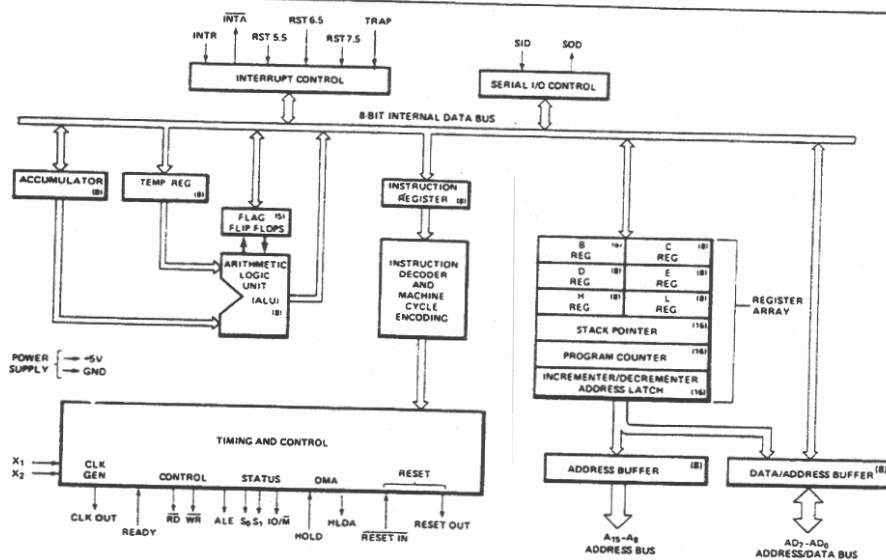 INTR
INTA
RST 5.5
RST 6.5
RST 7.5
TRAP
INTERRUPT CONTROL
SID
SOD
SERIAL I/O CONTROL
8-BIT INTERNAL DATA BUS
ACCUMULATOR
(8)
TEMP REG
(8)
FLAG (5)
FLIP FLOPS
ARITHMETIC
LOGIC
UNIT
(ALU)
(8)
INSTRUCTION
REGISTER (8)
INSTRUCTION
DECODER
AND
MACHINE
CYCLE
ENCODING
B
REG
C (8)
REG
D (8)
REG
E (8)
REG
H (8)
REG
L (8)
REG
STACK POINTER (16)
PROGRAM COUNTER (16)
INCREMENTER/DECREMENTER
ADDRESS LATCH (16)
REGISTER
ARRAY
POWER
SUPPLY
GND
TIMING AND CONTROL
X1
X2
CLK
GEN
CONTROL
STATUS
DMA
RESET
CLK OUT
READY
RD
WR
ALE
S0
S1
IO/M
HOLD
HLDA
RESET IN
RESET OUT
ADDRESS BUFFER (8)
DATA/ADDRESS BUFFER (8)
A15-A8
ADDRESS BUS
AD7-AD0
ADDRESS/DATA BUS